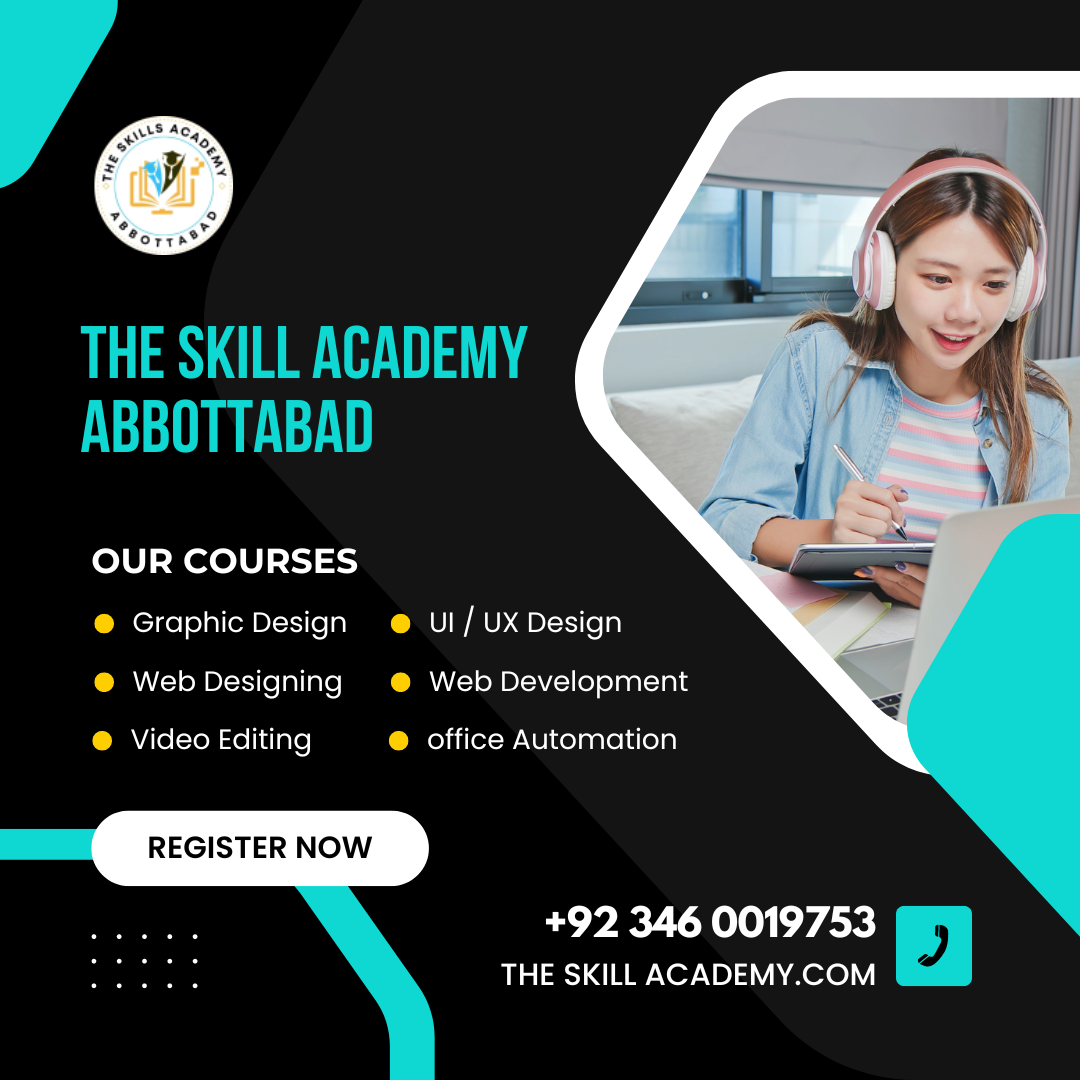 THE SKILLS ACADEMY
ABBOTTABAD
THE SKILL ACADEMY
ABBOTTABAD
OUR COURSES
Graphic Design
UI / UX Design
Web Designing
Web Development
Video Editing
office Automation
REGISTER NOW
+92 346 0019753
THE SKILL ACADEMY.COM